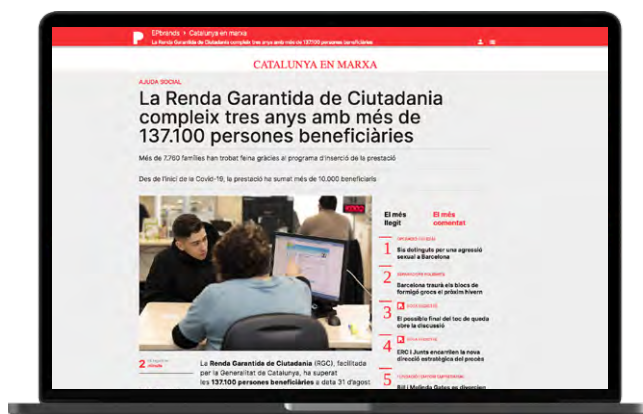 EPbrands > Catalunya en marxa
La Renda Garantida de Ciutadania compleix tres anys amb més de 137.100 persones beneficiàries
CATALUNYA EN MARXA
AJUDA SOCIAL
La Renda Garantida de Ciutadania
compleix tres anys amb més de
137.100 persones beneficiàries
Més de 7.760 famílies han trobat feina gràcies al programa d'inserció de la prestació
Des de l'inici de la Covid-19, la prestació ha sumat més de 10.000 beneficiaris
El més
llegit
El més
comentat
1
Sis detinguts per una agressió
sexual a Barcelona
2
Barcelona traurà els blocs de
formigó grocs el pròxim hivern
3
El possible final del toc de queda
obre la discussió
4
ERC i Junts encarrilen la nova
direcció estratègica del procés
5
Bill i Melinda Gates es divorcien
2
La Renda Garantida de Ciutadania (RGC), facilitada
per la Generalitat de Catalunya, ha superat
les 137.100 persones beneficiàries a data 31 d'agost